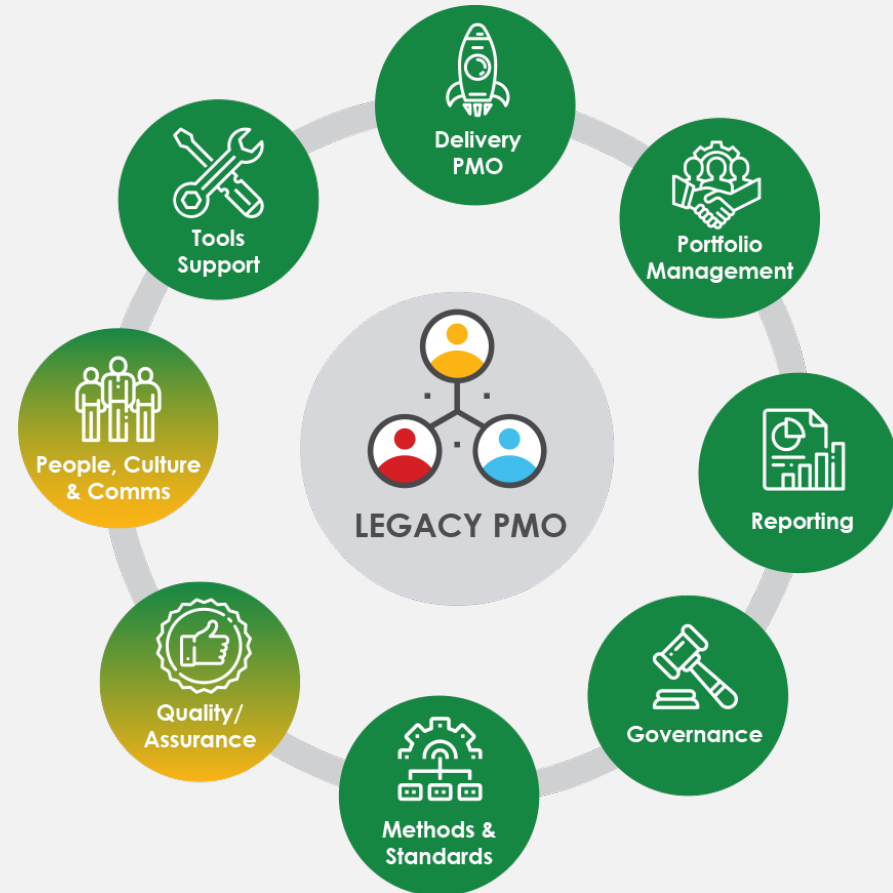 Delivery
PMO
Portfolio
Management
Reporting
Governance
Methods &
Standards
Quality/
Assurance
People, Culture
& Comms
Tools
Support
LEGACY PMO